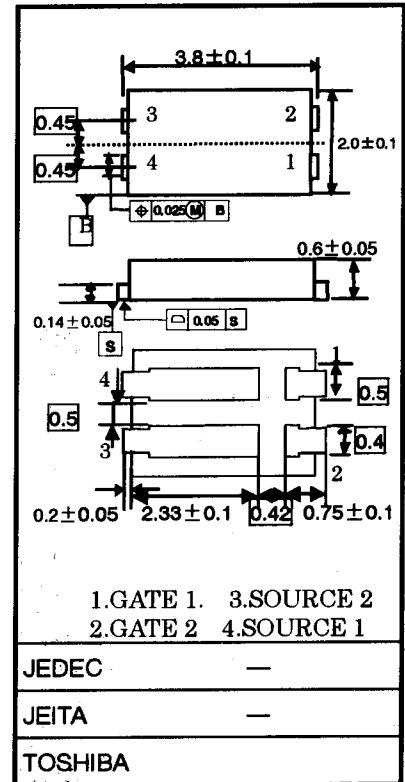 3.8±0.1
0.45
3
2
2.0±0.1
0.45
4
1
⌖ 0.025 Ⓜ B
B
0.6±0.05
0.14±0.05
⌓ 0.05 S
S
1
4
0.5
0.5
3
0.4
2
0.2±0.05 2.33±0.1 0.42 0.75±0.1
1.GATE 1. 3.SOURCE 2
2.GATE 2 4.SOURCE 1
JEDEC —
JEITA —
TOSHIBA